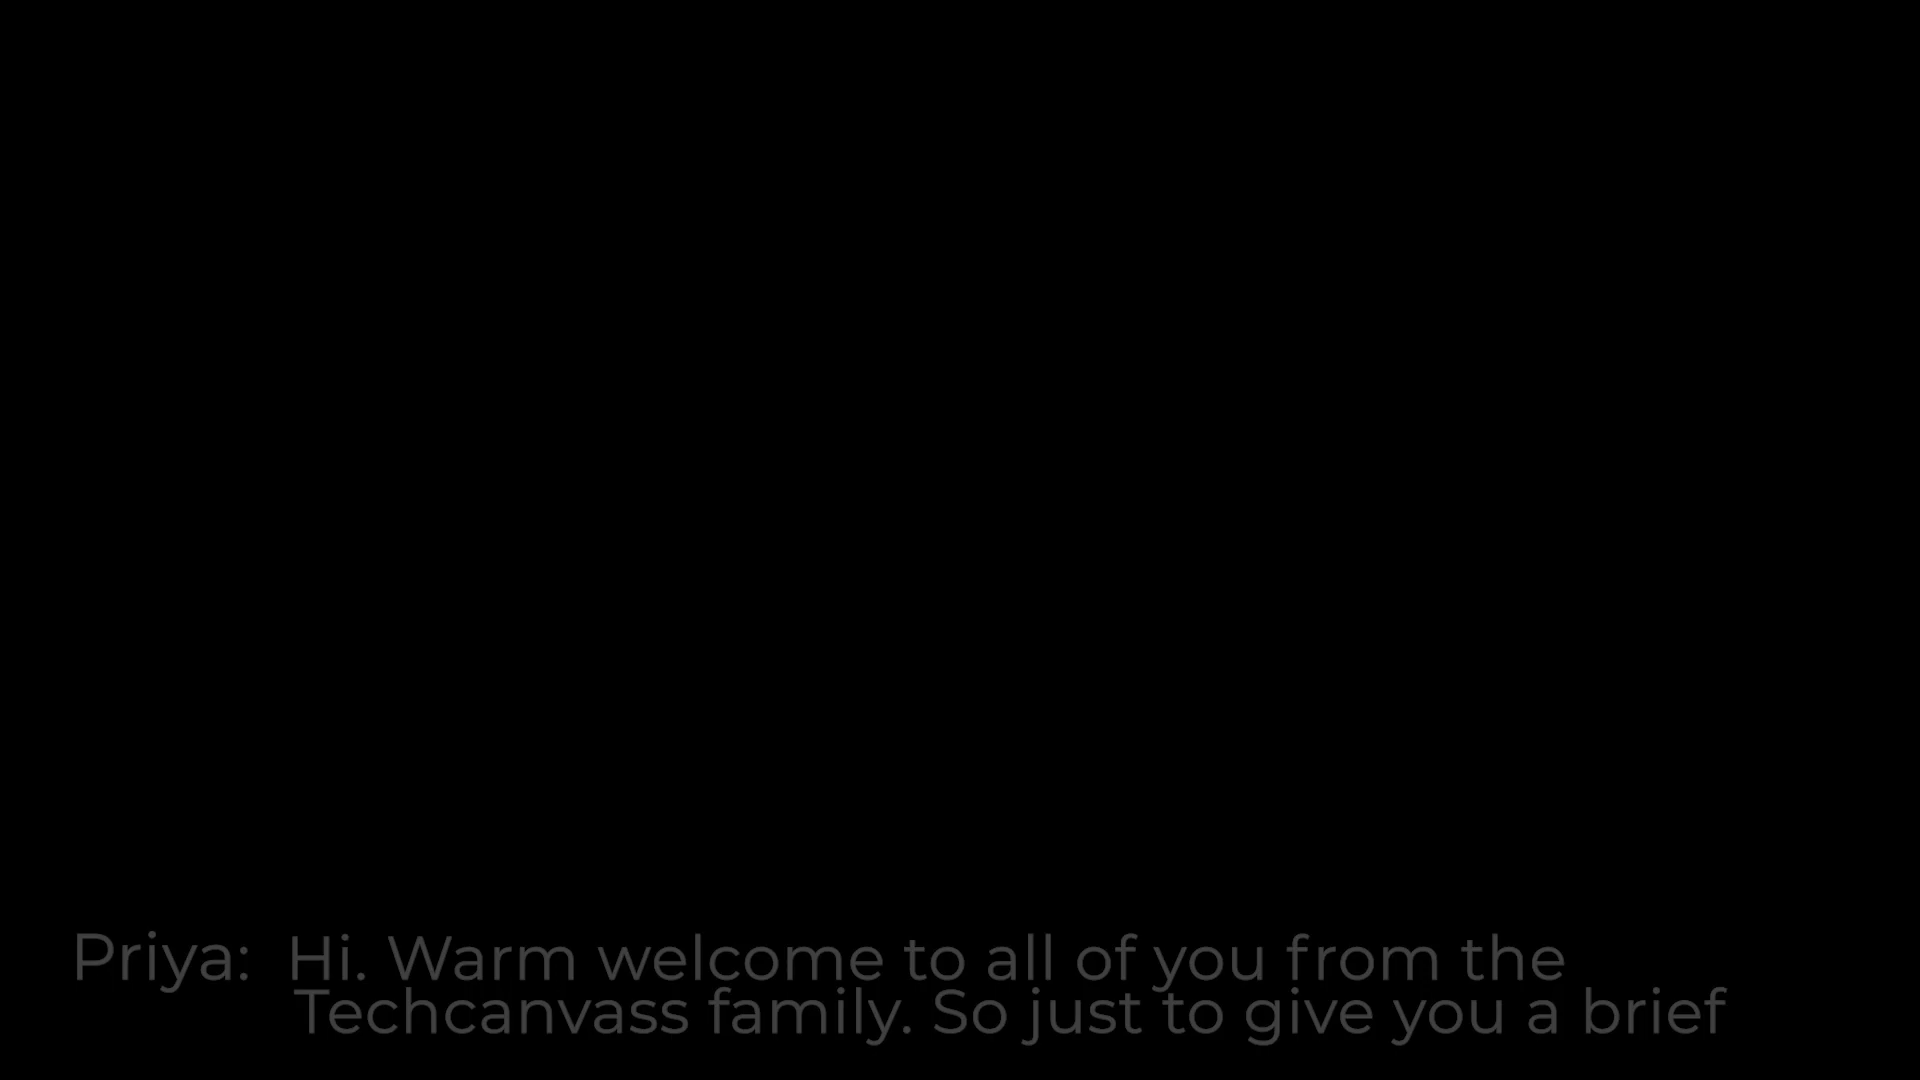 Priya: Hi. Warm welcome to all of you from the
Techcanvass family. So just to give you a brief